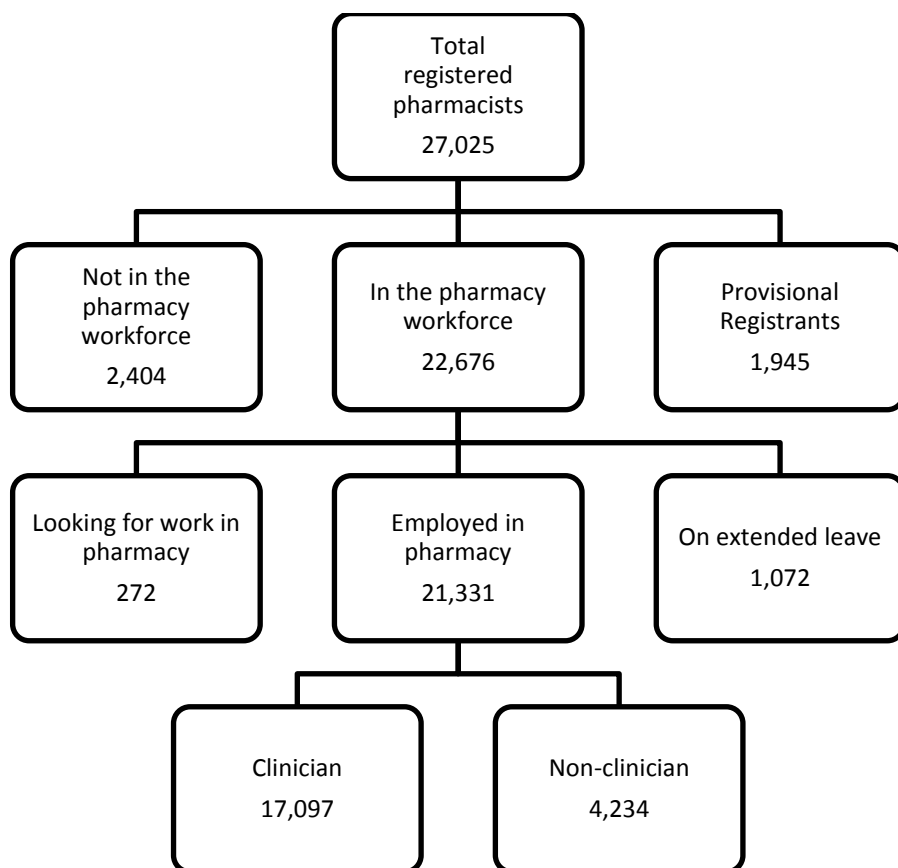 Total
registered
pharmacists
27,025
Not in the
pharmacy
workforce
2,404
In the pharmacy
workforce
22,676
Provisional
Registrants
1,945
Looking for work in
pharmacy
272
Employed in
pharmacy
21,331
On extended leave
1,072
Clinician
17,097
Non-clinician
4,234